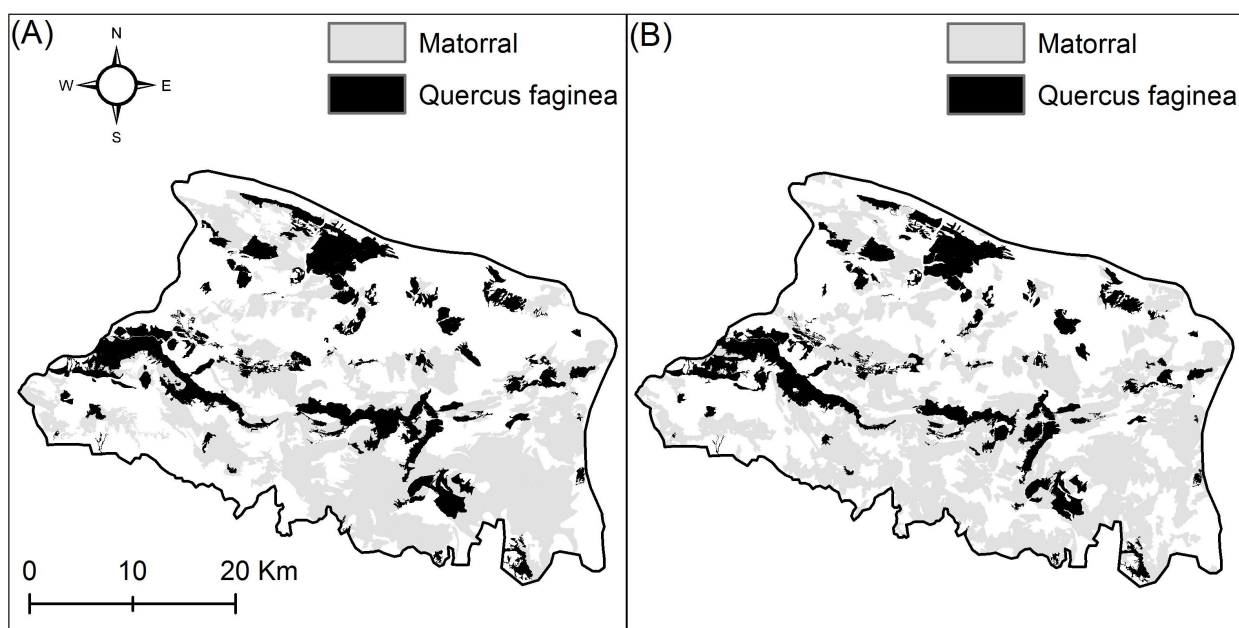 (A)
N
W E
S
Matorral
Quercus faginea
0 10 20 Km
(B)
Matorral
Quercus faginea